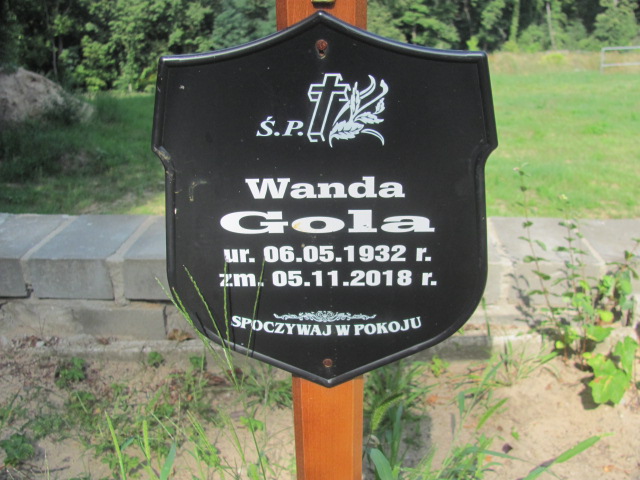 Ś.P.
Wanda
Gola
ur. 06.05.1932 r.
zm. 05.11.2018 r.
SPOCZYWAJ W POKOJU